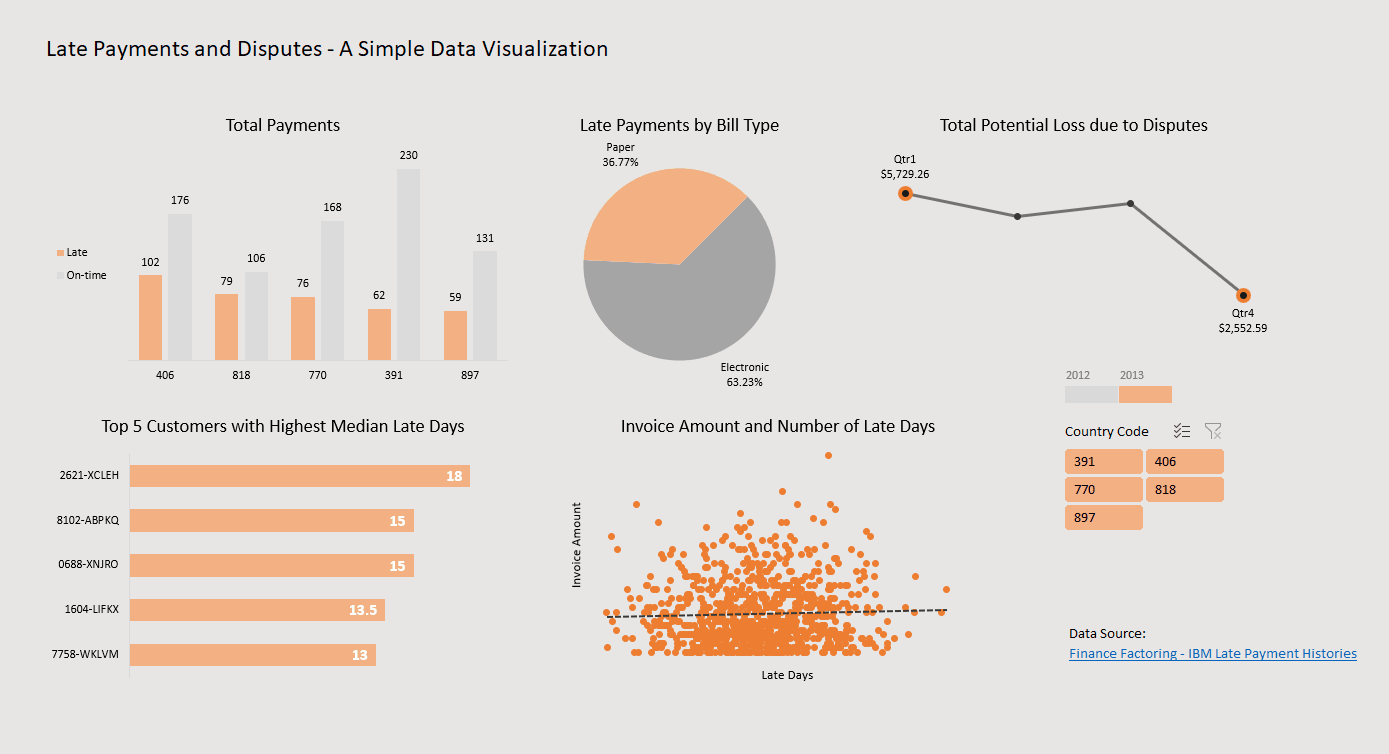 Late Payments and Disputes - A Simple Data Visualization
Total Payments
230
176
168
131
102
106
79
76
62
59
Late
On-time
406
818
770
391
897
Late Payments by Bill Type
Paper
36.77%
Electronic
63.23%
Total Potential Loss due to Disputes
Qtr1
$5,729.26
Qtr4
$2,552.59
2012
2013
Country Code
391
406
770
818
897
Top 5 Customers with Highest Median Late Days
2621-XCLEH
18
8102-ABPKQ
15
0688-XNJRO
15
1604-LIFKX
13.5
7758-WKLVM
13
Invoice Amount and Number of Late Days
Invoice Amount
Late Days
Data Source:
Finance Factoring - IBM Late Payment Histories